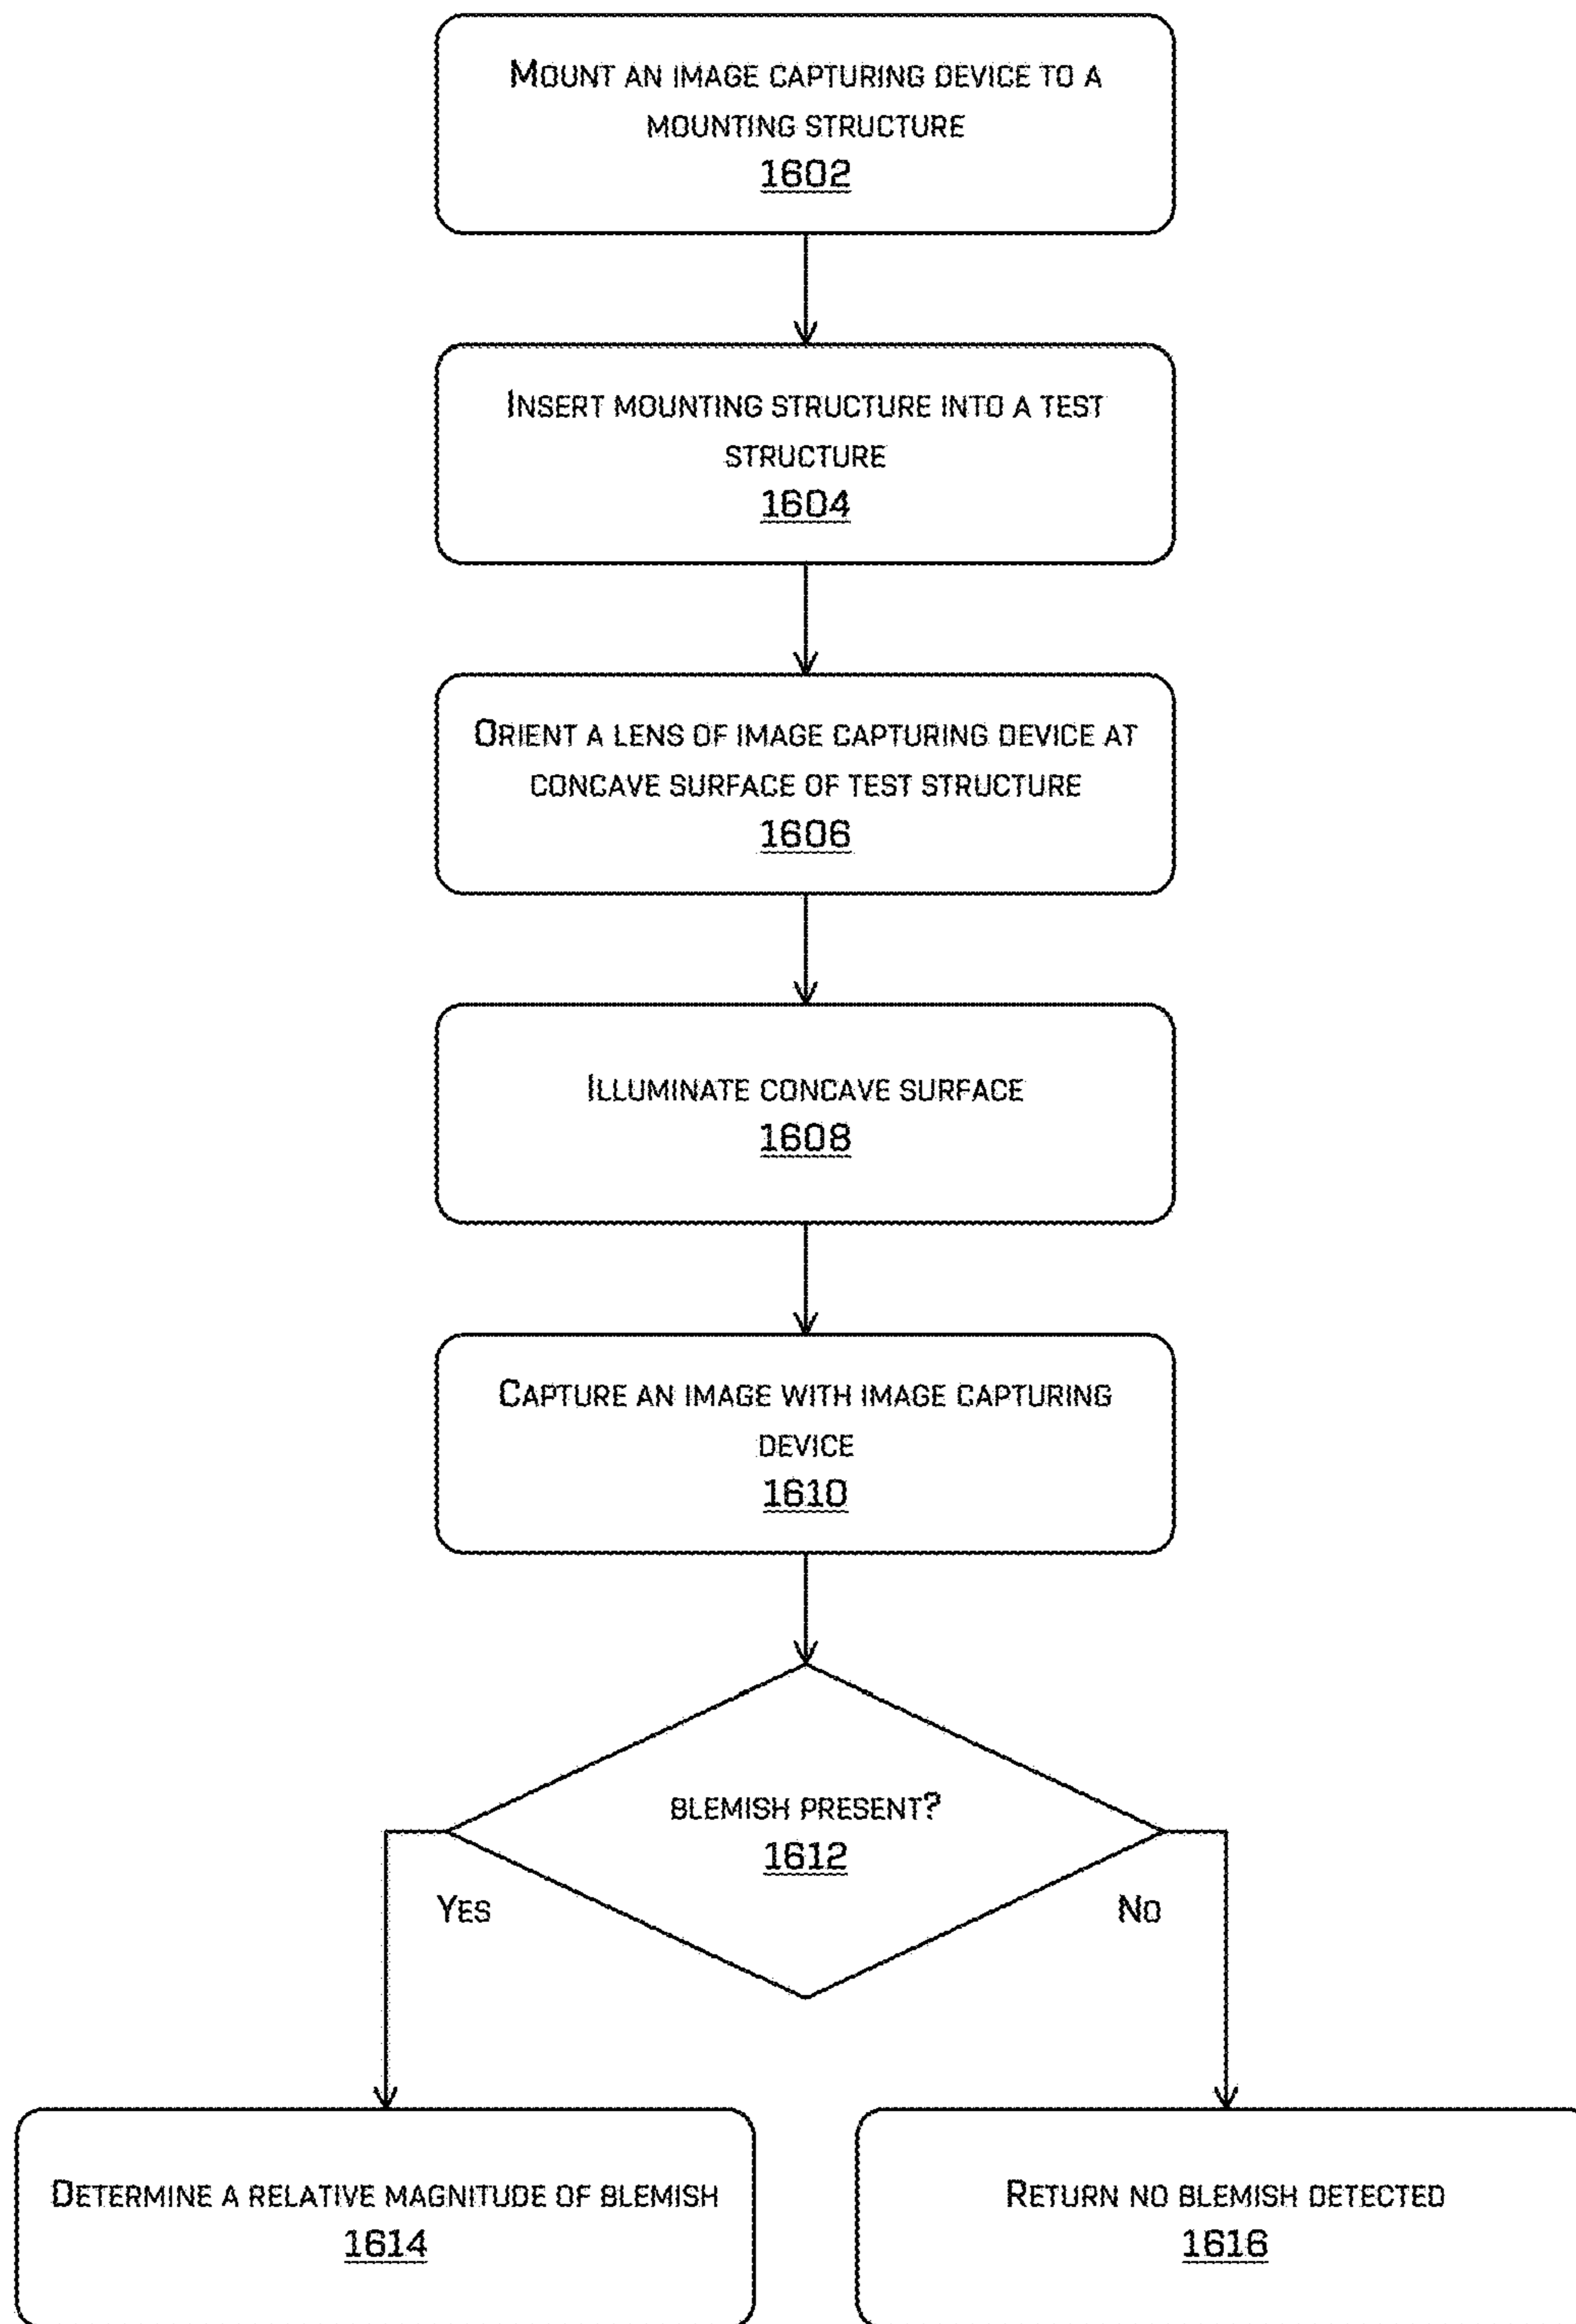 Mount an image capturing device to a
mounting structure
1602
Insert mounting structure into a test
structure
1604
Orient a lens of image capturing device at
concave surface of test structure
1606
Illuminate concave surface
1608
Capture an image with image capturing
device
1610
blemish present?
1612
Yes
No
Determine a relative magnitude of blemish
1614
Return no blemish detected
1616